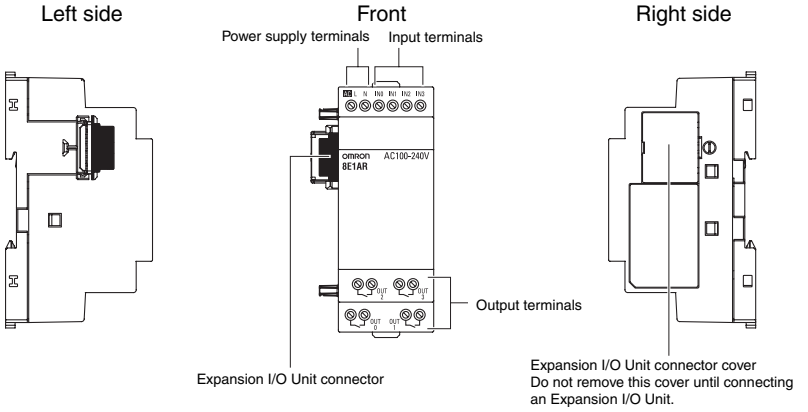 Left side
Front
Right side
Power supply terminals
Input terminals
AC L N IN0 IN1 IN2 IN3
OMRON AC100-240V
8E1AR
OUT 2
OUT 3
OUT 0
OUT 1
Output terminals
Expansion I/O Unit connector
Expansion I/O Unit connector cover
Do not remove this cover until connecting
an Expansion I/O Unit.